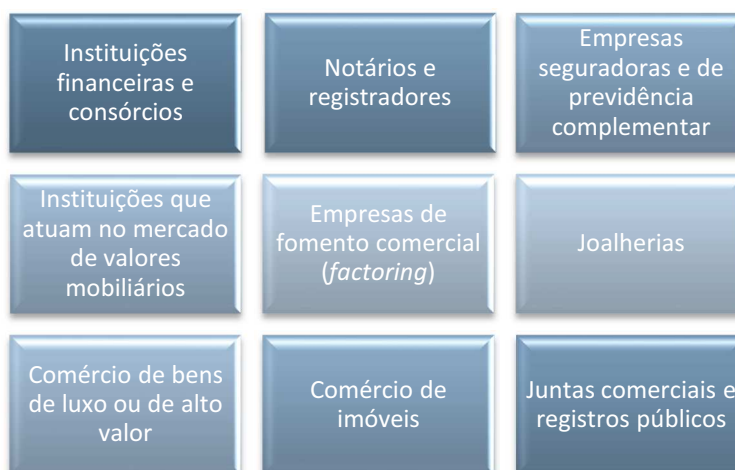 Instituições
financeiras e
consórcios
Notários e
registradores
Empresas
seguradoras e de
previdência
complementar
Instituições que
atuam no mercado
de valores
mobiliários
Empresas de
fomento comercial
(factoring)
Joalherias
Comércio de bens
de luxo ou de alto
valor
Comércio de
imóveis
Juntas comerciais e
registros públicos